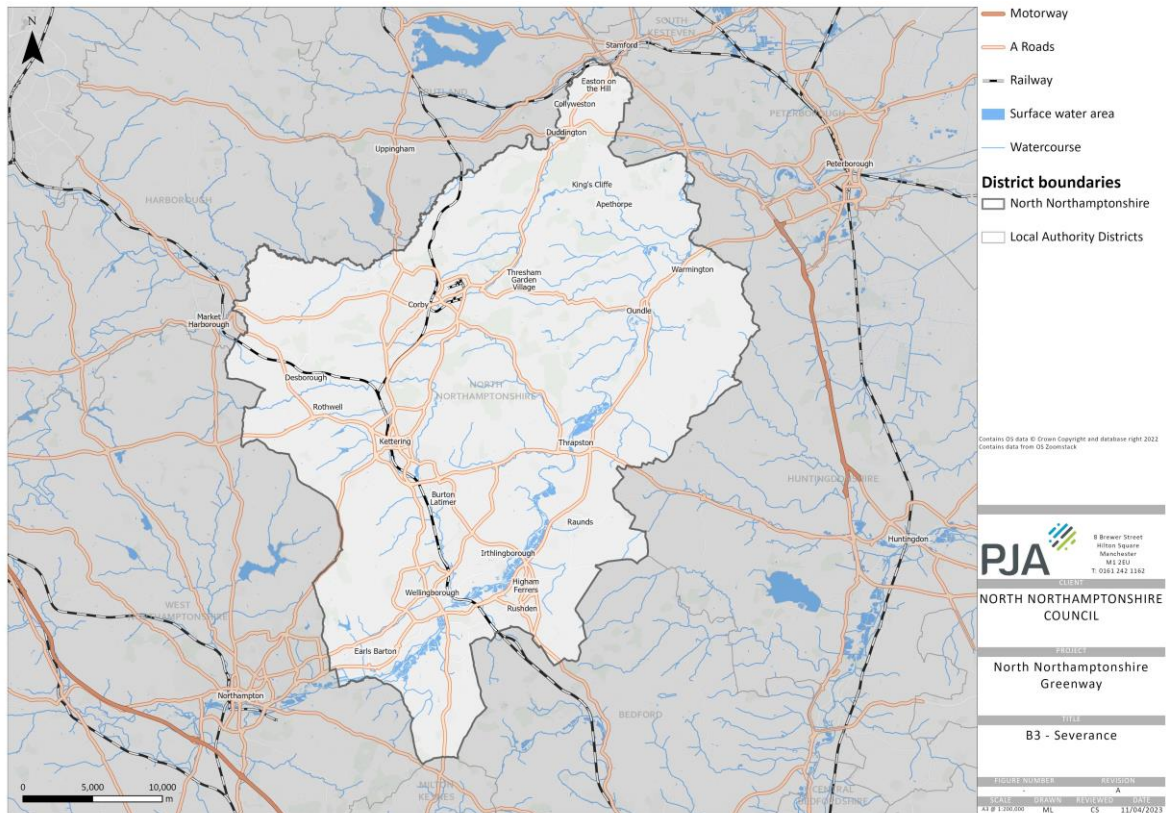 N
SOUTH
KESTEVEN
Stamford
Easton on
the Hill
Collyweston
RUTLAND
PETERBOROUGH
Duddington
Uppingham
Peterborough
King's Cliffe
HARBOROUGH
Apethorpe
Warmington
Thresham
Garden
Village
Corby
Oundle
Market
Harborough
Desborough
NORTH
NORTHAMPTONSHIRE
Rothwell
Kettering
Thrapston
HUNTINGDONSHIRE
Burton
Latimer
Raunds
Huntingdon
Irthlingborough
Higham
Ferrers
Wellingborough
Rushden
WEST
NORTHAMPTONSHIRE
Earls Barton
Northampton
BEDFORD
MILTON
KEYNES
CENTRAL
BEDFORDSHIRE
0 5,000 10,000
m
Motorway
A Roads
Railway
Surface water area
Watercourse
District boundaries
North Northamptonshire
Local Authority Districts
Contains OS data © Crown Copyright and database right 2022
Contains data from OS Zoomstack
PJA
8 Brewer Street
Hilton Square
Manchester
M1 2EU
T: 0161 242 1162
CLIENT
NORTH NORTHAMPTONSHIRE
COUNCIL
PROJECT
North Northamptonshire
Greenway
TITLE
B3 - Severance
FIGURE NUMBER REVISION
- A
SCALE DRAWN REVIEWED DATE
A3 @ 1:200,000 ML CS 11/04/2023